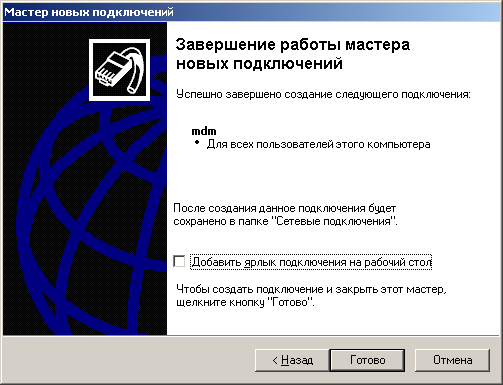 Мастер новых подключений
Завершение работы мастера
новых подключений
Успешно завершено создание следующего подключения:
mdm
• Для всех пользователей этого компьютера
После создания данное подключения будет
сохранено в папке "Сетевые подключения".
Добавить ярлык подключения на рабочий стол
Чтобы создать подключение и закрыть этот мастер,
щелкните кнопку "Готово".
< Назад
Готово
Отмена